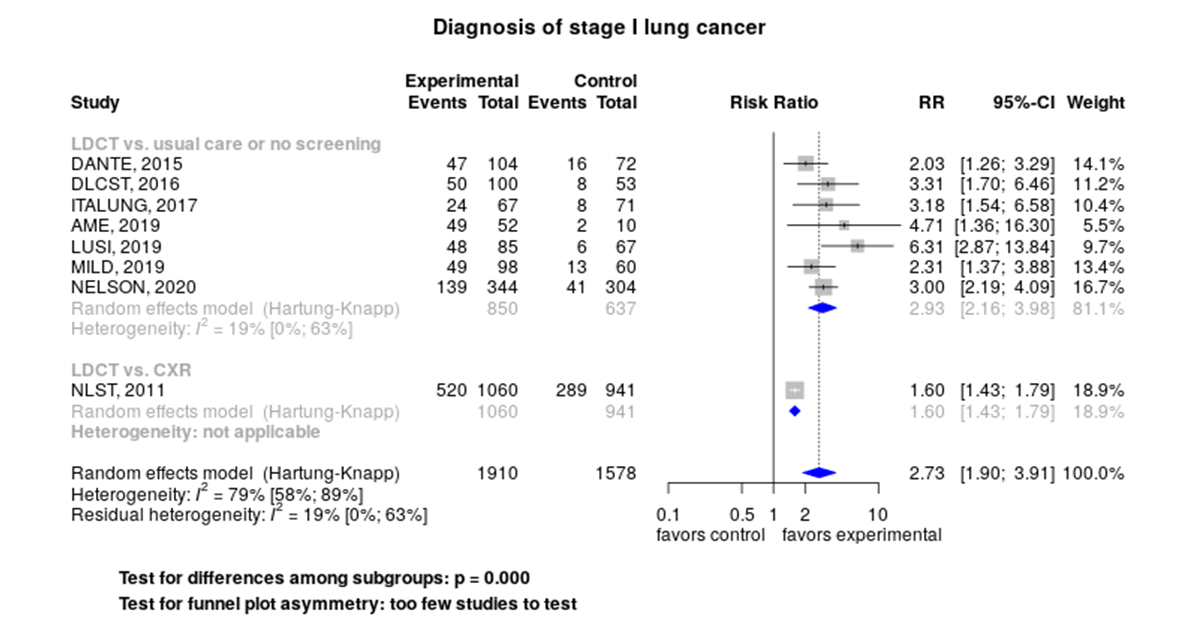 Diagnosis of stage I lung cancer
Experimental Control
Study Events Total Events Total Risk Ratio RR 95%-CI Weight
LDCT vs. usual care or no screening
DANTE, 2015 47 104 16 72 2.03 [1.26; 3.29] 14.1%
DLCST, 2016 50 100 8 53 3.31 [1.70; 6.46] 11.2%
ITALUNG, 2017 24 67 8 71 3.18 [1.54; 6.58] 10.4%
AME, 2019 49 52 2 10 4.71 [1.36; 16.30] 5.5%
LUSI, 2019 48 85 6 67 6.31 [2.87; 13.84] 9.7%
MILD, 2019 49 98 13 60 2.31 [1.37; 3.88] 13.4%
NELSON, 2020 139 344 41 304 3.00 [2.19; 4.09] 16.7%
Random effects model (Hartung-Knapp) 850 637 2.93 [2.16; 3.98] 81.1%
Heterogeneity: I² = 19% [0%; 63%]
LDCT vs. CXR
NLST, 2011 520 1060 289 941 1.60 [1.43; 1.79] 18.9%
Random effects model (Hartung-Knapp) 1060 941 1.60 [1.43; 1.79] 18.9%
Heterogeneity: not applicable
Random effects model (Hartung-Knapp) 1910 1578 2.73 [1.90; 3.91] 100.0%
Heterogeneity: I² = 79% [58%; 89%]
Residual heterogeneity: I² = 19% [0%; 63%]
0.1 0.5 1 2 10
favors control favors experimental
Test for differences among subgroups: p = 0.000
Test for funnel plot asymmetry: too few studies to test